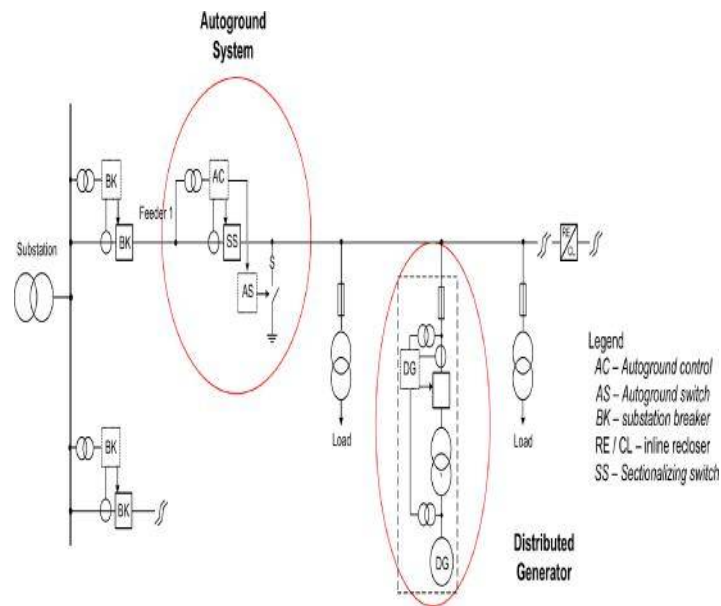 Autoground
System
BK
AC
Feeder 1
Substation
BK
SS
RE
CL
S
AS
Legend
AC – Autoground control
AS – Autoground switch
BK – substation breaker
RE / CL – inline recloser
SS – Sectionalizing switch
DG
Load
Load
BK
BK
DG
Distributed
Generator